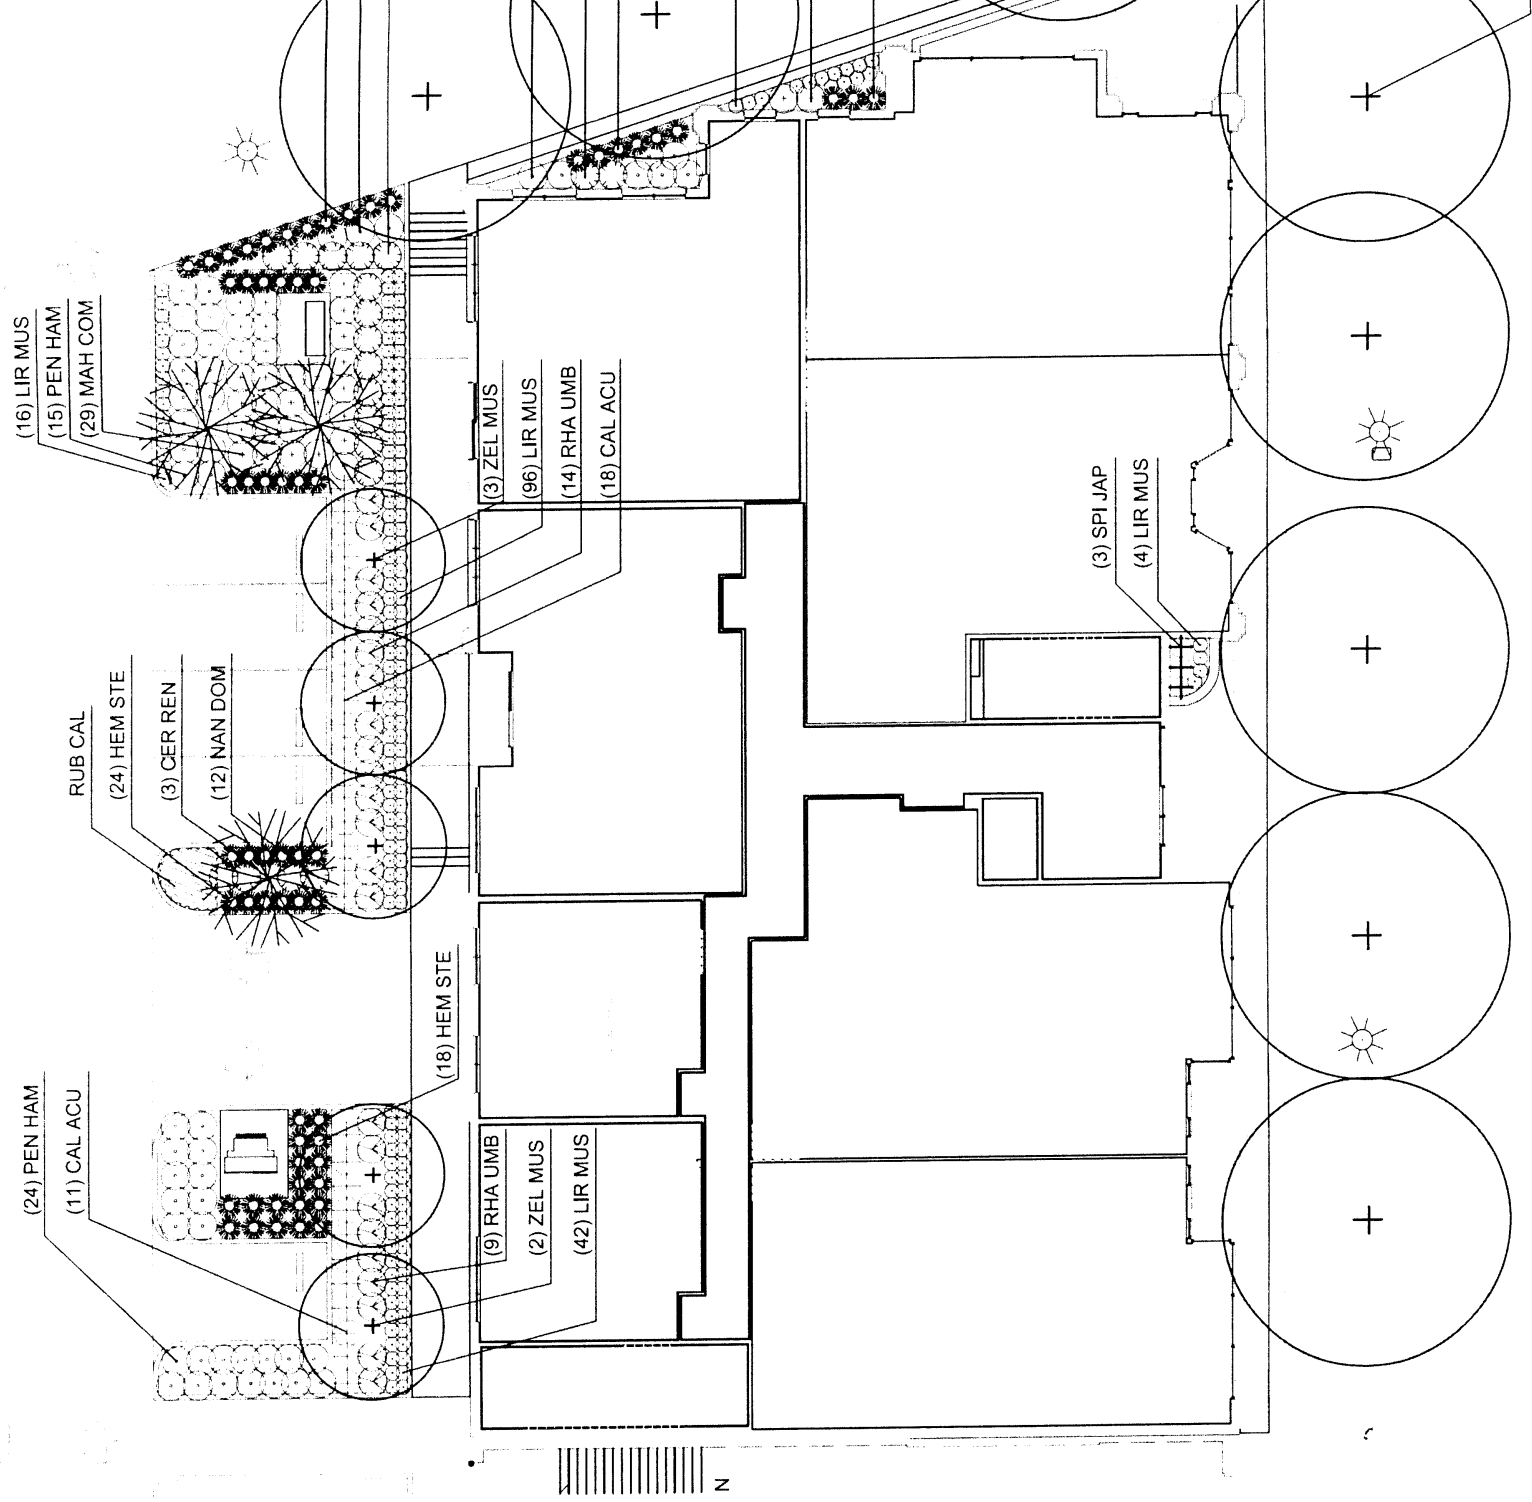 (16) LIR MUS
(15) PEN HAM
(29) MAH COM
(3) ZEL MUS
(96) LIR MUS
(14) RHA UMB
(18) CAL ACU
(3) SPI JAP
(4) LIR MUS
RUB CAL
(24) HEM STE
(3) CER REN
(12) NAN DOM
(18) HEM STE
(24) PEN HAM
(11) CAL ACU
(9) RHA UMB
(2) ZEL MUS
(42) LIR MUS
N